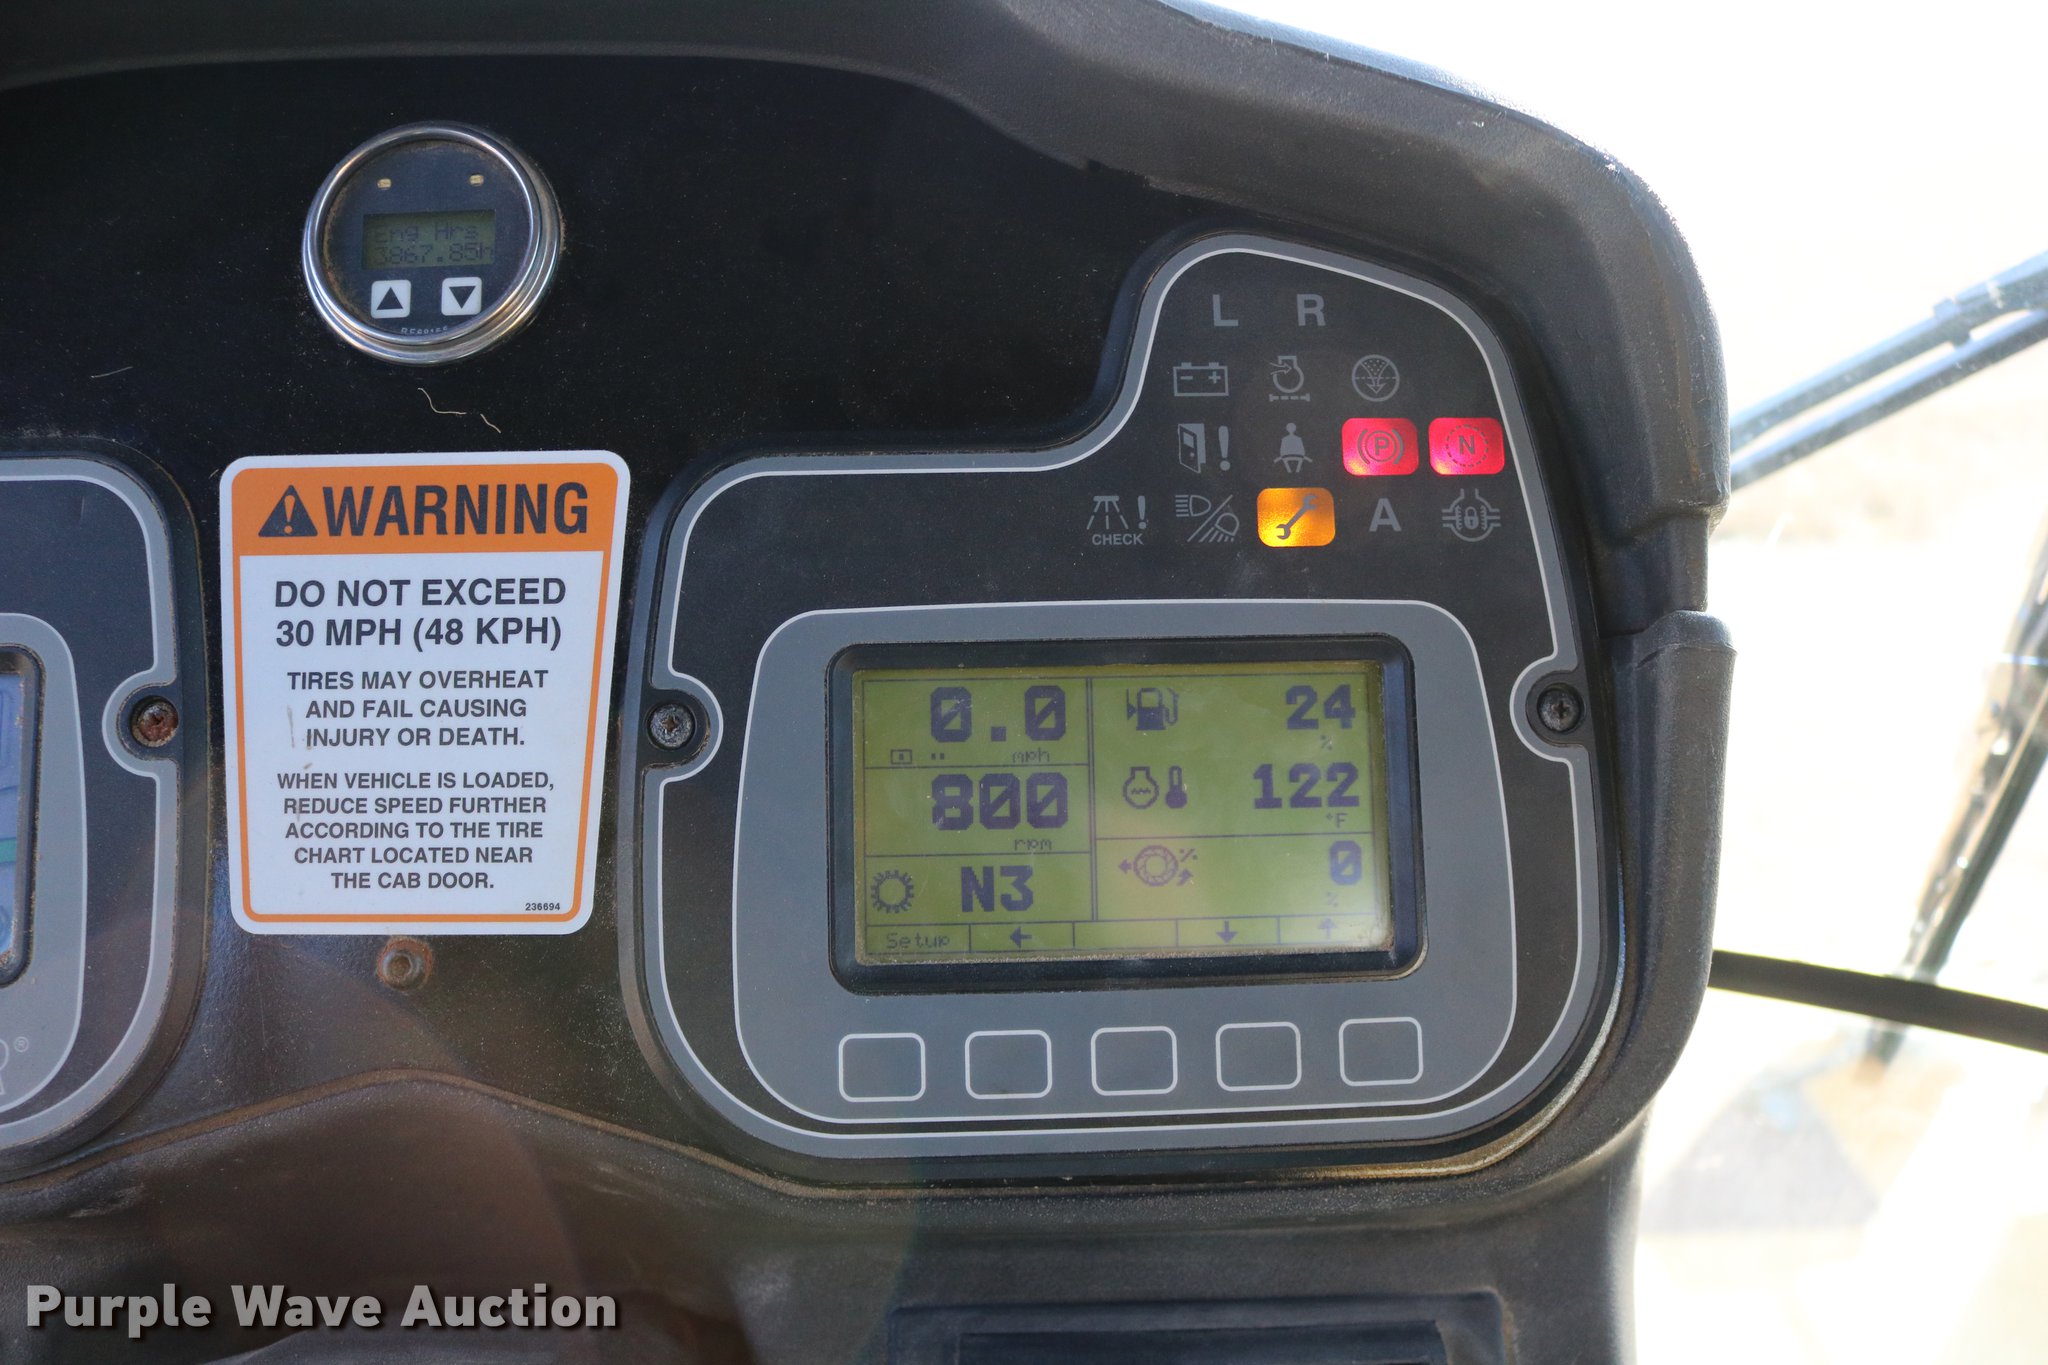 Eng Hrs
3867.85h
WARNING
DO NOT EXCEED
30 MPH (48 KPH)
TIRES MAY OVERHEAT
AND FAIL CAUSING
INJURY OR DEATH.
WHEN VEHICLE IS LOADED,
REDUCE SPEED FURTHER
ACCORDING TO THE TIRE
CHART LOCATED NEAR
THE CAB DOOR.
236694
L R
P N
CHECK A
0.0
mph
800
rpm
N3
24
%
122
°F
%
0
%
Setup
R®
Purple Wave Auction